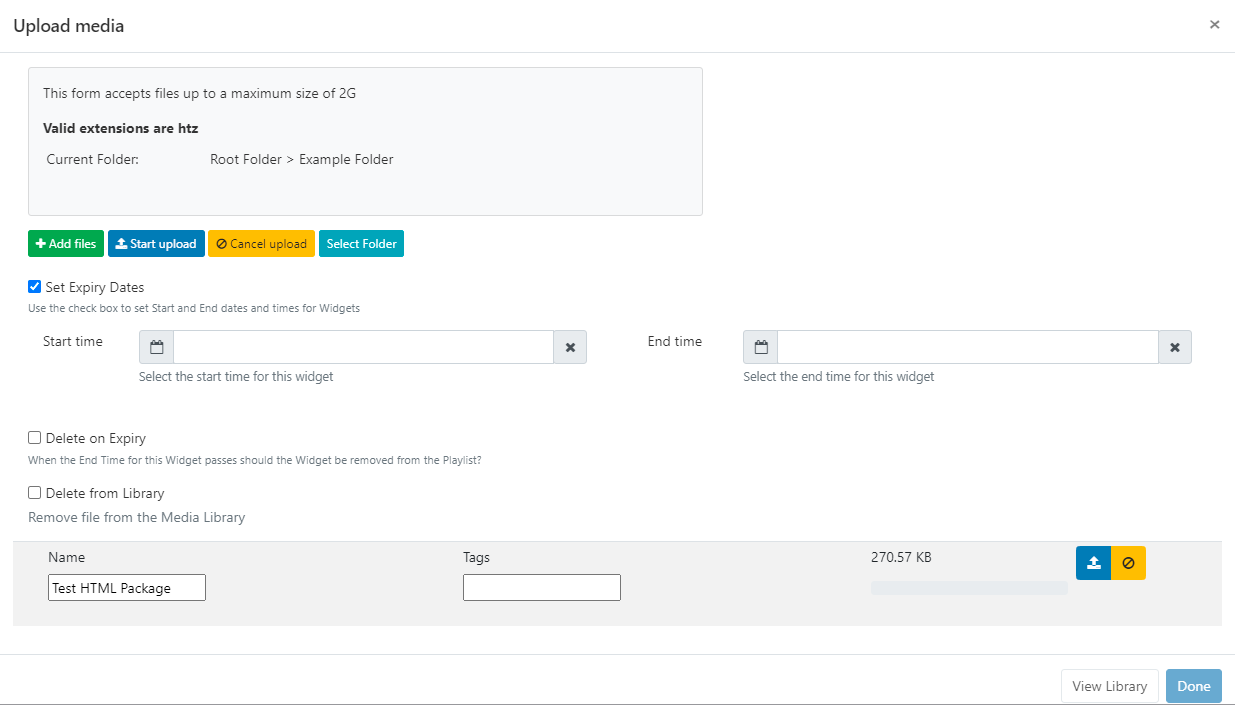 Upload media
×
This form accepts files up to a maximum size of 2G
Valid extensions are htz
Current Folder: Root Folder > Example Folder
Add files Start upload Cancel upload Select Folder
Set Expiry Dates
Use the check box to set Start and End dates and times for Widgets
Start time End time
Select the start time for this widget Select the end time for this widget
Delete on Expiry
When the End Time for this Widget passes should the Widget be removed from the Playlist?
Delete from Library
Remove file from the Media Library
Name Tags 270.57 KB
Test HTML Package
View Library Done